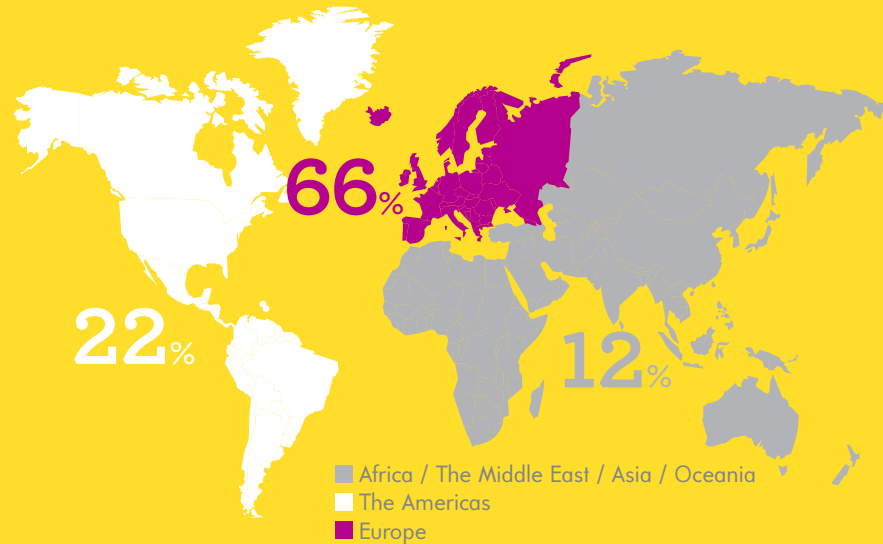 66%
22%
12%
Africa / The Middle East / Asia / Oceania
The Americas
Europe